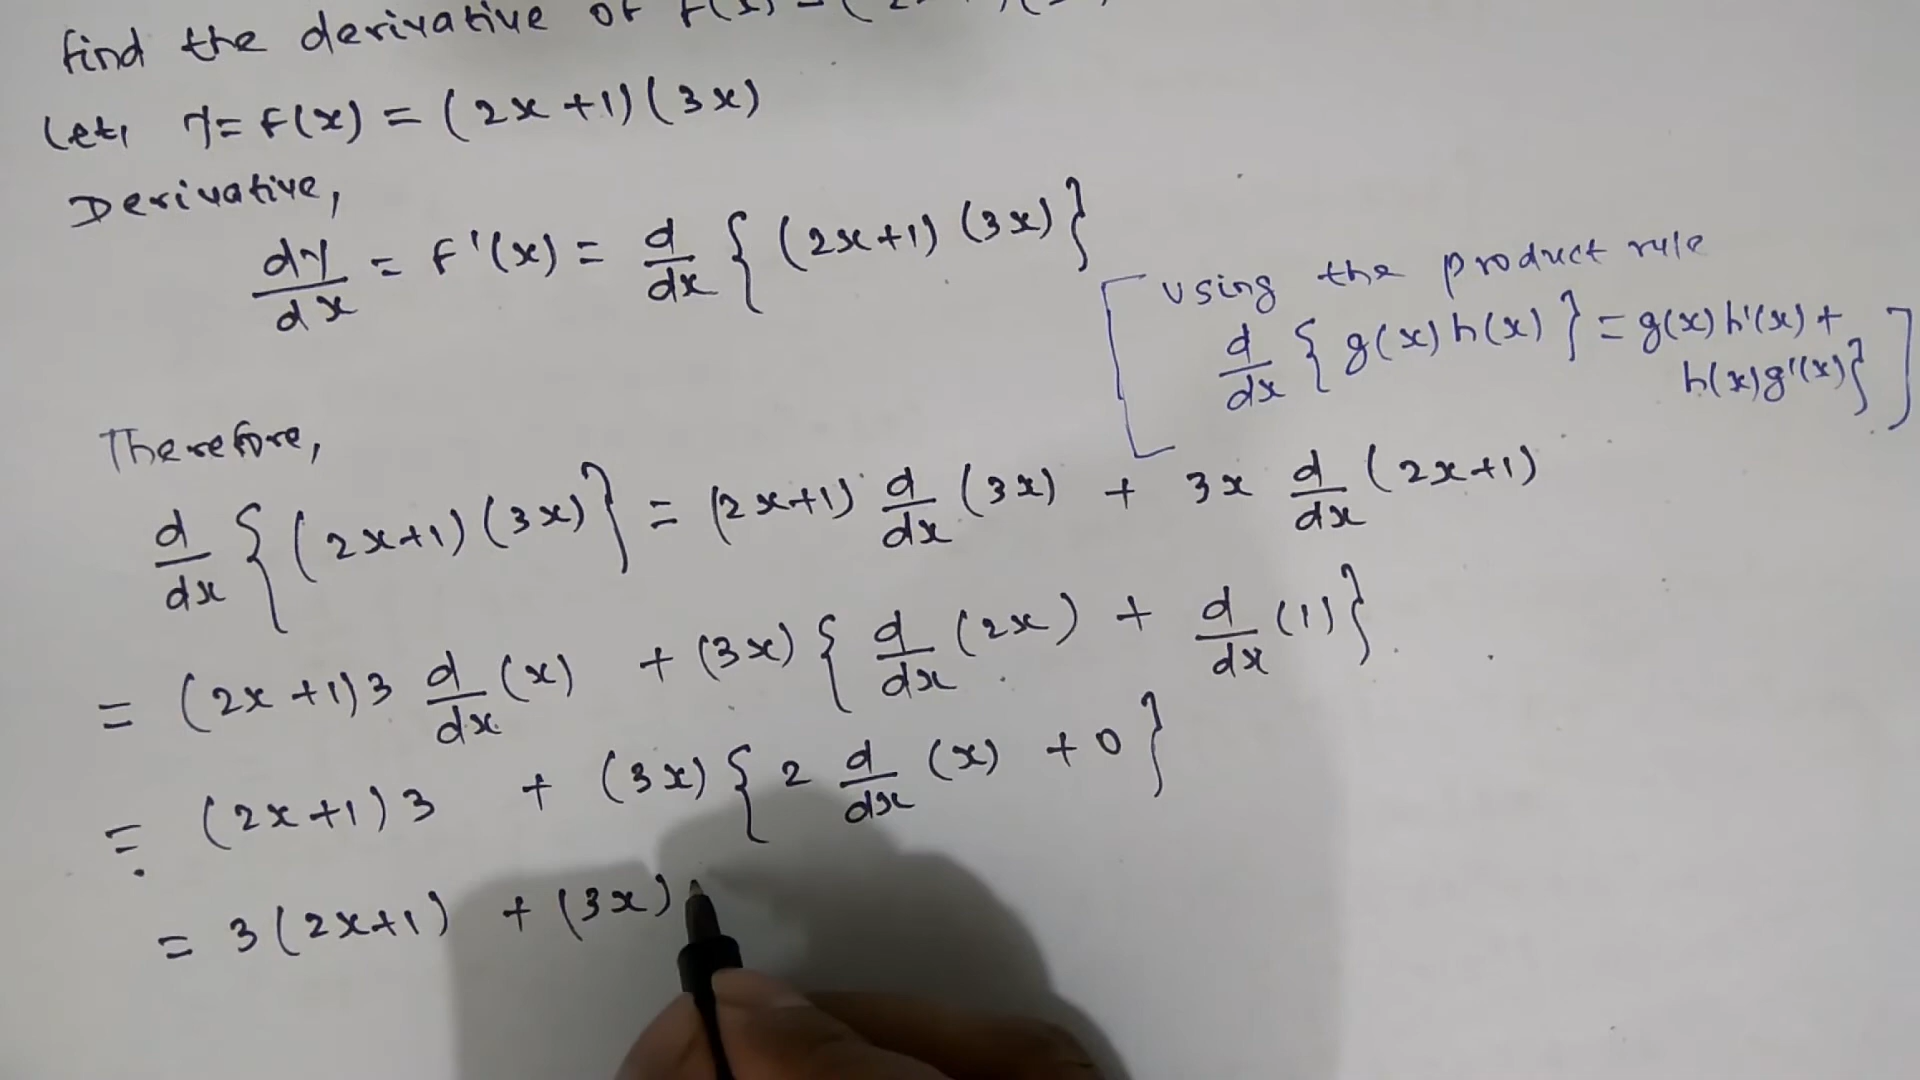 find the derivative of f(x) = (2x
Let, y = f(x) = (2x+1)(3x)
Derivative,
dy/dx = f'(x) = d/dx {(2x+1) (3x)}
[using the product rule
d/dx {g(x)h(x)} = g(x)h'(x) +
h(x)g'(x)}]
Therefore,
d/dx {(2x+1)(3x)} = (2x+1) d/dx (3x) + 3x d/dx (2x+1)
= (2x+1)3 d/dx (x) + (3x) {d/dx (2x) + d/dx (1)}
= (2x+1)3 + (3x) {2 d/dx (x) + 0}
= 3(2x+1) + (3x)